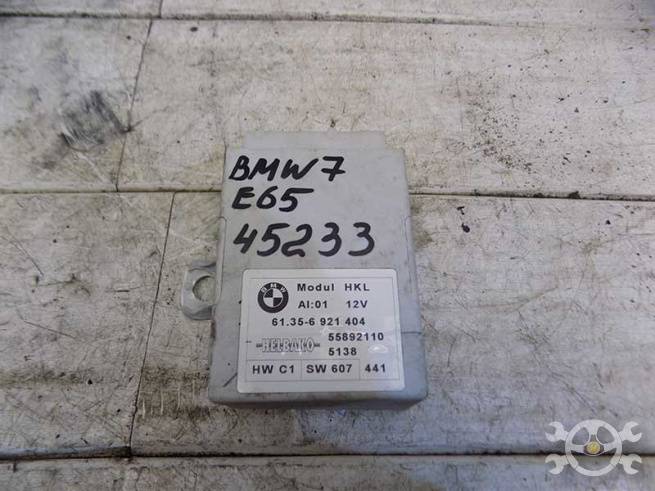 BMW7
E65
45233
BMW
Modul HKL
AI:01 12V
61.35-6 921 404
HELBAKO 55892110
5138
HW C1 SW 607 441